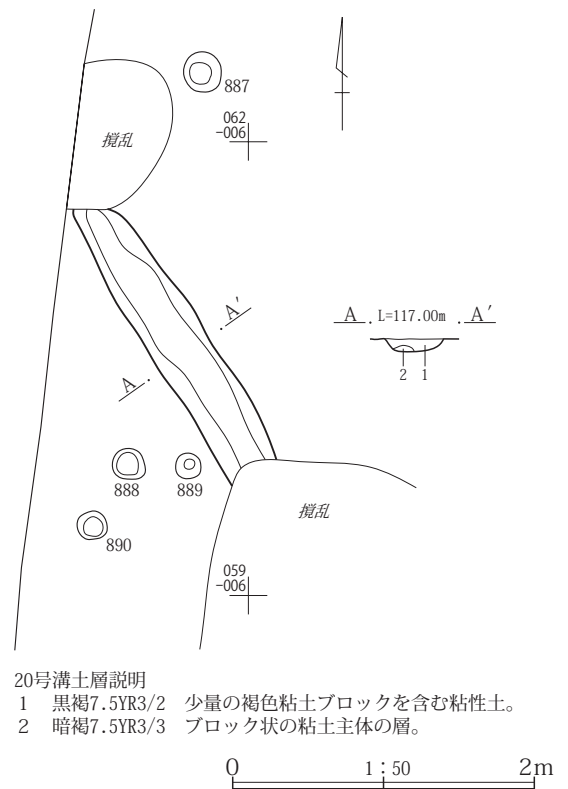 887
062
-006
撹乱
A′
A
A L=117.00m A′
2 1
888
889
890
撹乱
059
-006
20号溝土層説明
1 黒褐7.5YR3/2 少量の褐色粘土ブロックを含む粘性土。
2 暗褐7.5YR3/3 ブロック状の粘土主体の層。
0 1：50 2m